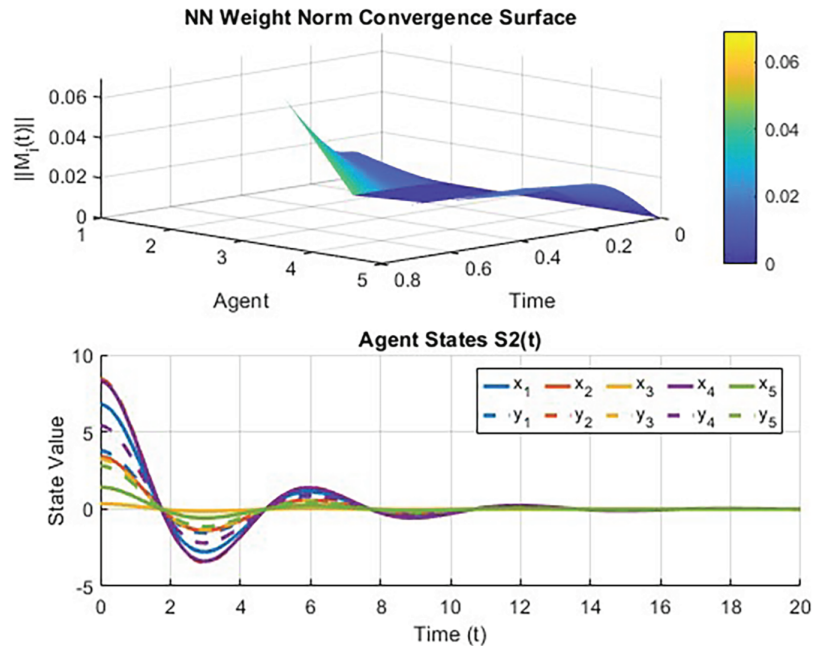 NN Weight Norm Convergence Surface
||M_i(t)||
0.06
0.04
0.02
0
1
2
3
4
5
Agent
0.8
0.6
0.4
0.2
0
Time
0.06
0.04
0.02
0
Agent States S2(t)
State Value
10
5
0
-5
x_1 x_2 x_3 x_4 x_5
y_1 y_2 y_3 y_4 y_5
0 2 4 6 8 10 12 14 16 18 20
Time (t)